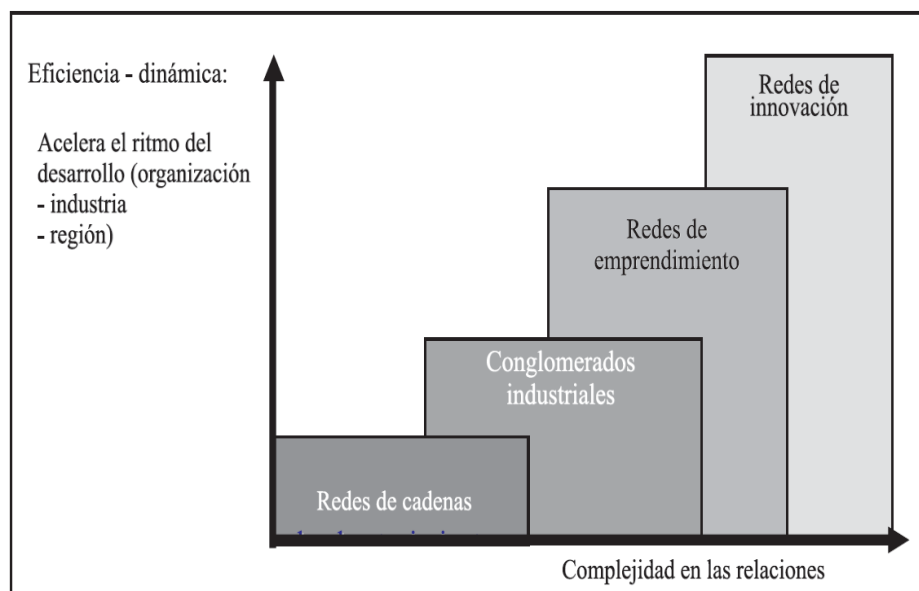 Eficiencia - dinámica:
Acelera el ritmo del
desarrollo (organización
- industria
- región)
Redes de
innovación
Redes de
emprendimiento
Conglomerados
industriales
Redes de cadenas
Complejidad en las relaciones